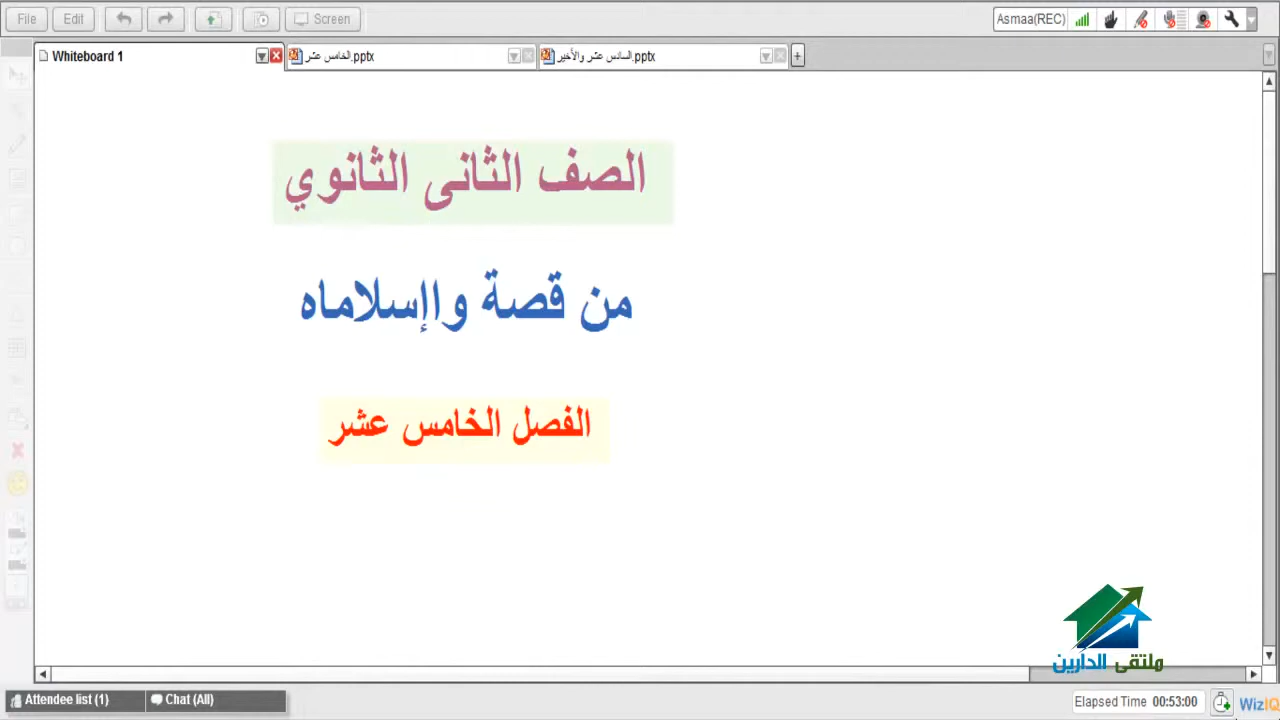 File Edit Screen Asmaa(REC)
Whiteboard 1 الخامس عشر.pptx السادس عشر والأخير.pptx +
الصف الثانى الثانوي
من قصة واإسلاماه
الفصل الخامس عشر
ملتقى الدارين
Attendee list (1) Chat (All) Elapsed Time 00:53:00 WizIQ